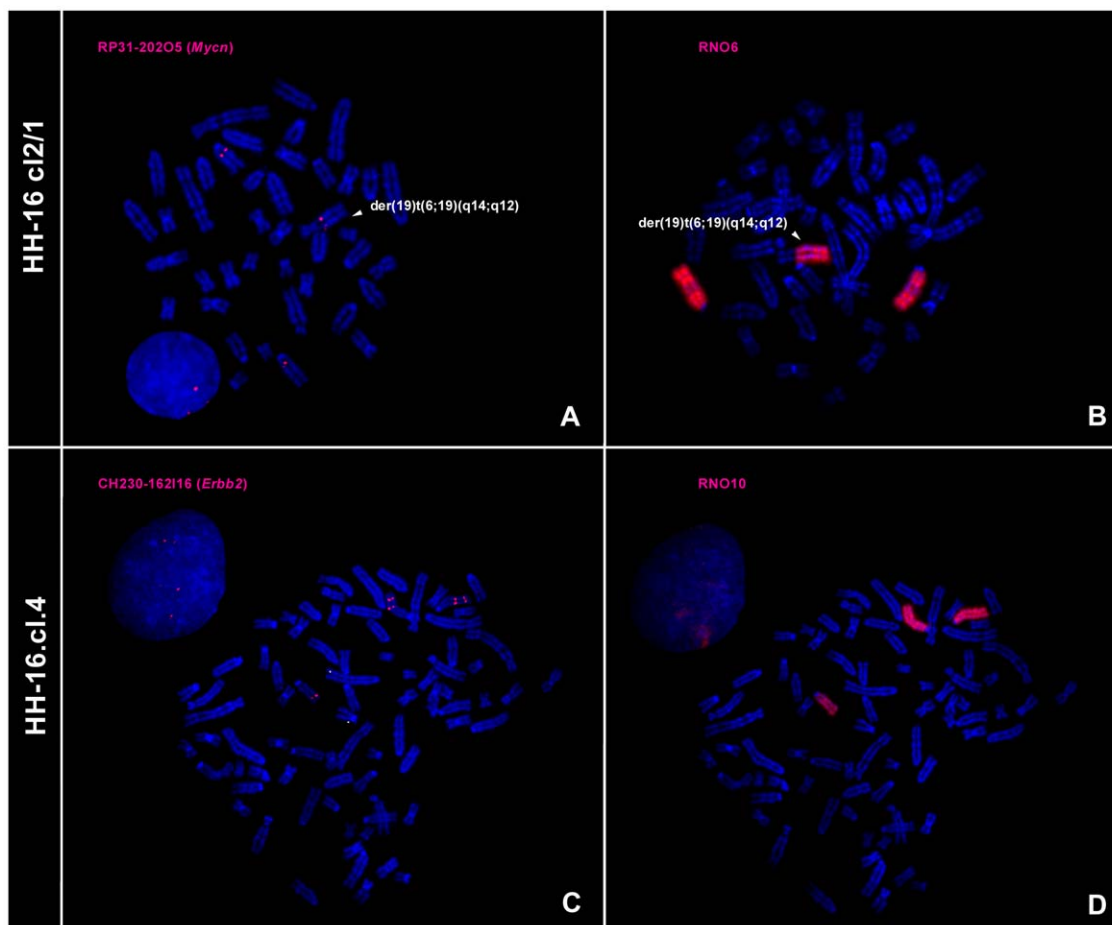 HH-16 cl2/1
RP31-202O5 (Mycn)
der(19)t(6;19)(q14;q12)
A
RNO6
der(19)t(6;19)(q14;q12)
B
HH-16.cl.4
CH230-162I16 (Erbb2)
C
RNO10
D